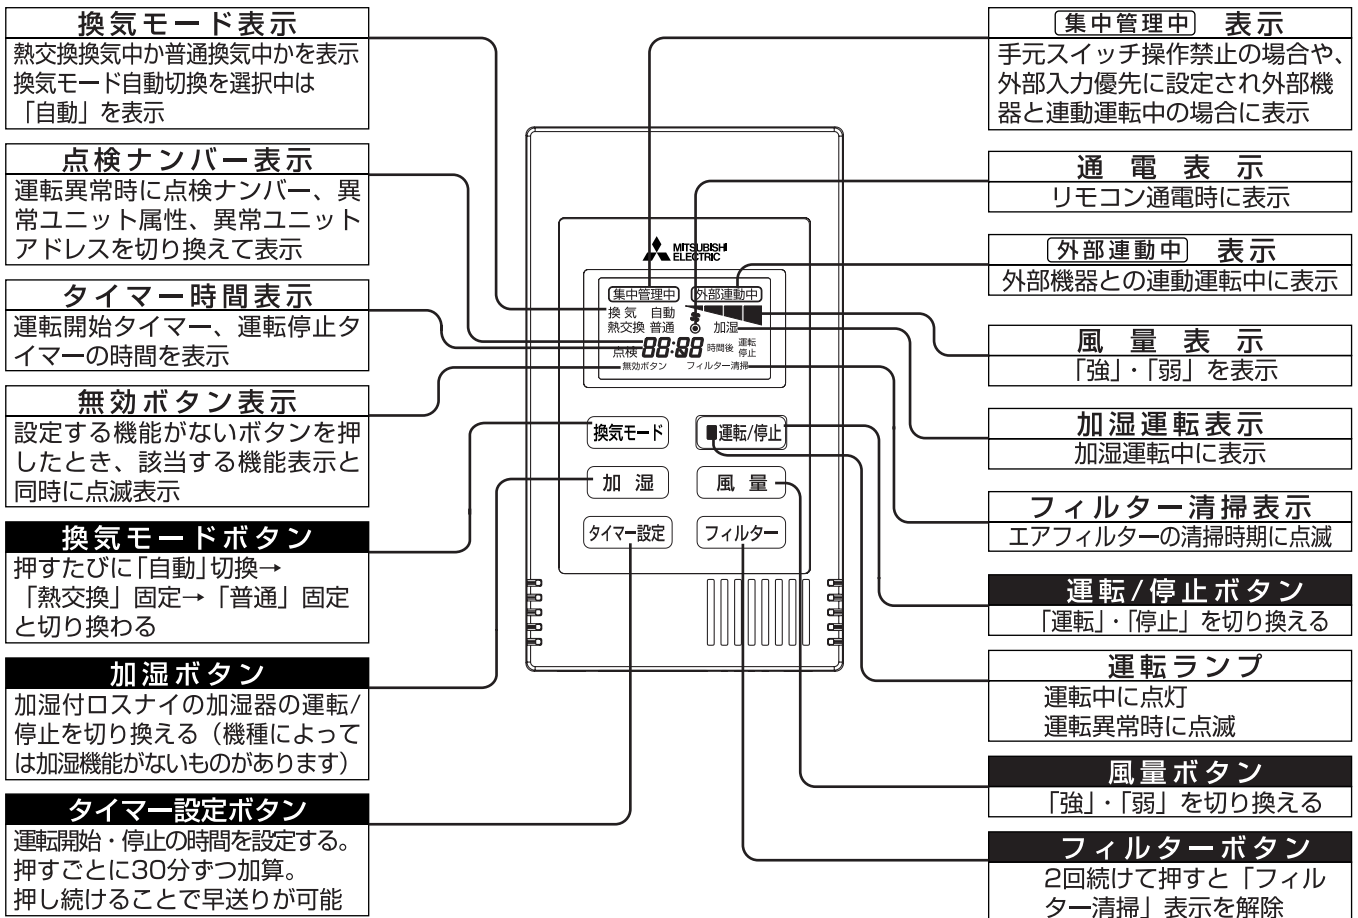 換気モード表示
熱交換換気中か普通換気中かを表示
換気モード自動切換を選択中は
「自動」を表示
点検ナンバー表示
運転異常時に点検ナンバー、異
常ユニット属性、異常ユニット
アドレスを切り換えて表示
タイマー時間表示
運転開始タイマー、運転停止タ
イマーの時間を表示
無効ボタン表示
設定する機能がないボタンを押
したとき、該当する機能表示と
同時に点滅表示
換気モードボタン
押すたびに「自動」切換→
「熱交換」固定→「普通」固定
と切り換わる
加湿ボタン
加湿付ロスナイの加湿器の運転/
停止を切り換える（機種によって
は加湿機能がないものがあります）
タイマー設定ボタン
運転開始・停止の時間を設定する。
押すごとに30分ずつ加算。
押し続けることで早送りが可能
MITSUBISHI
ELECTRIC
集中管理中 外部連動中
換気 自動
熱交換 普通 加湿
点検 88:88 時間後 運転
停止
無効ボタン フィルター清掃
換気モード 運転/停止
加湿 風量
タイマー設定 フィルター
集中管理中 表示
手元スイッチ操作禁止の場合や、
外部入力優先に設定され外部機
器と連動運転中の場合に表示
通電表示
リモコン通電時に表示
外部連動中 表示
外部機器との連動運転中に表示
風量表示
「強」・「弱」を表示
加湿運転表示
加湿運転中に表示
フィルター清掃表示
エアフィルターの清掃時期に点滅
運転/停止ボタン
「運転」・「停止」を切り換える
運転ランプ
運転中に点灯
運転異常時に点滅
風量ボタン
「強」・「弱」を切り換える
フィルターボタン
2回続けて押すと「フィル
ター清掃」表示を解除